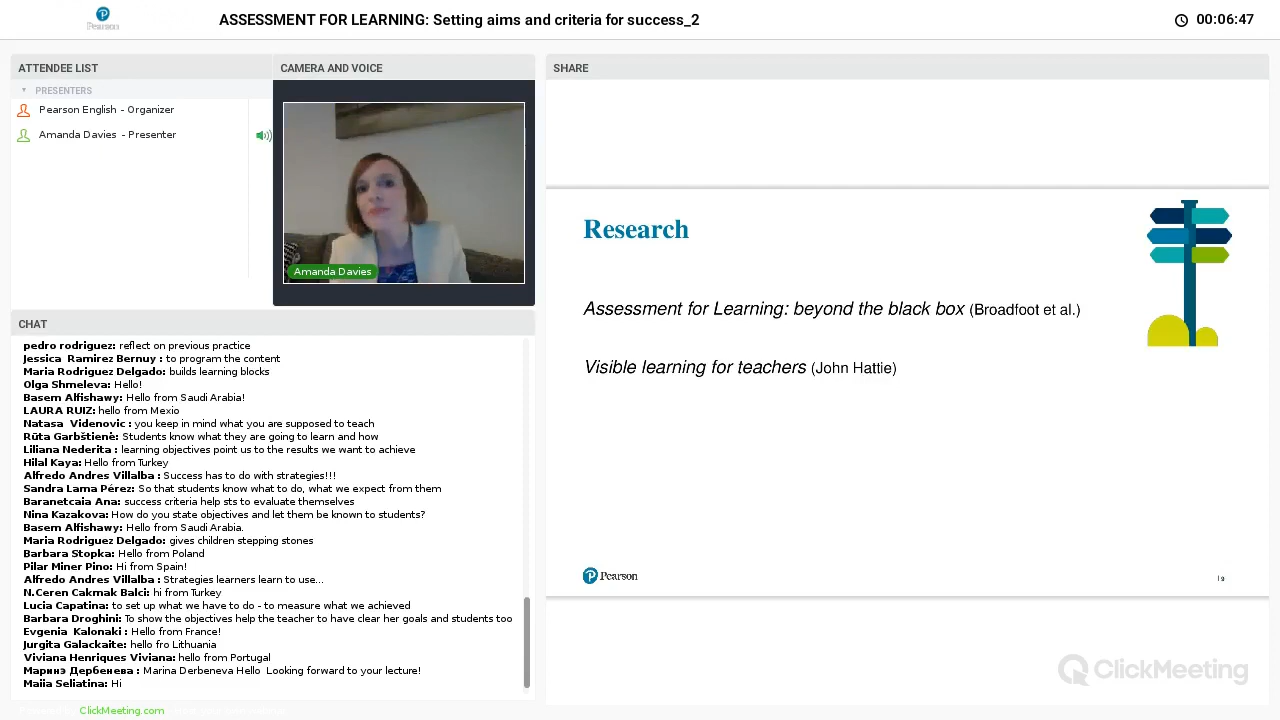 Pearson
ASSESSMENT FOR LEARNING: Setting aims and criteria for success_2
00:06:47
ATTENDEE LIST
PRESENTERS
Pearson English - Organizer
Amanda Davies - Presenter
CAMERA AND VOICE
Amanda Davies
CHAT
pedro rodriguez: reflect on previous practice
Jessica Ramirez Bernuy : to program the content
Maria Rodriguez Delgado: builds learning blocks
Olga Shmeleva: Hello!
Basem Alfishawy: Hello from Saudi Arabia!
LAURA RUIZ: hello from Mexio
Natasa Videnovic : you keep in mind what you are supposed to teach
Rūta Garbštienė: Students know what they are going to learn and how
Liliana Nederita : learning objectives point us to the results we want to achieve
Hilal Kaya: Hello from Turkey
Alfredo Andres Villalba : Success has to do with strategies!!!
Sandra Lama Pérez: So that students know what to do, what we expect from them
Baranetcaia Ana: success criteria help sts to evaluate themselves
Nina Kazakova: How do you state objectives and let them be known to students?
Basem Alfishawy: Hello from Saudi Arabia.
Maria Rodriguez Delgado: gives children stepping stones
Barbara Stopka: Hello from Poland
Pilar Miner Pino: Hi from Spain!
Alfredo Andres Villalba : Strategies learners learn to use...
N.Ceren Cakmak Balci: hi from Turkey
Lucia Capatina: to set up what we have to do - to measure what we achieved
Barbara Droghini: To show the objectives help the teacher to have clear her goals and students too
Evgenia Kalonaki : Hello from France!
Jurgita Galackaite: hello fro Lithuania
Viviana Henriques Viviana: hello from Portugal
Маринэ Дербенева : Marina Derbeneva Hello Looking forward to your lecture!
Maiia Seliatina: Hi
ClickMeeting.com
SHARE
Research
Assessment for Learning: beyond the black box (Broadfoot et al.)
Visible learning for teachers (John Hattie)
Pearson
9
ClickMeeting